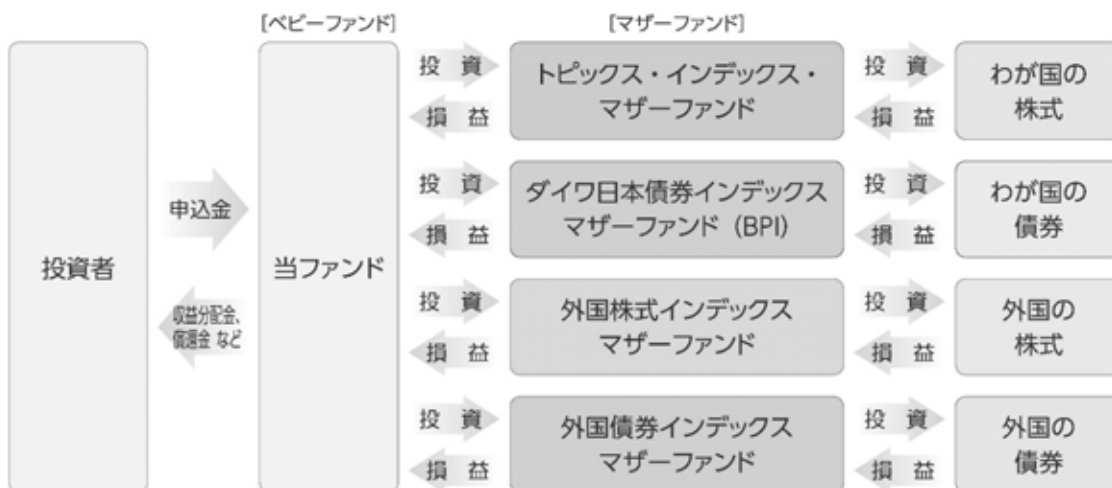 [ベビーファンド]
[マザーファンド]
投資者
申込金
収益分配金、
償還金 など
当ファンド
投 資
損 益
トピックス・インデックス・
マザーファンド
投 資
損 益
わが国の
株式
投 資
損 益
ダイワ日本債券インデックス
マザーファンド（BPI）
投 資
損 益
わが国の
債券
投 資
損 益
外国株式インデックス
マザーファンド
投 資
損 益
外国の
株式
投 資
損 益
外国債券インデックス
マザーファンド
投 資
損 益
外国の
債券